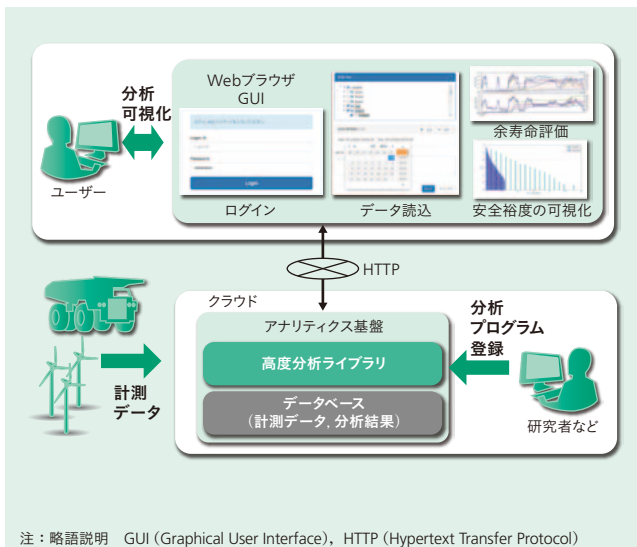 Webブラウザ
GUI
分析
可視化
ユーザー
Login
ログイン
データ読込
余寿命評価
安全裕度の可視化
HTTP
クラウド
アナリティクス基盤
高度分析ライブラリ
データベース
(計測データ, 分析結果)
計測
データ
分析
プログラム
登録
研究者など
注：略語説明　GUI（Graphical User Interface），HTTP（Hypertext Transfer Protocol）